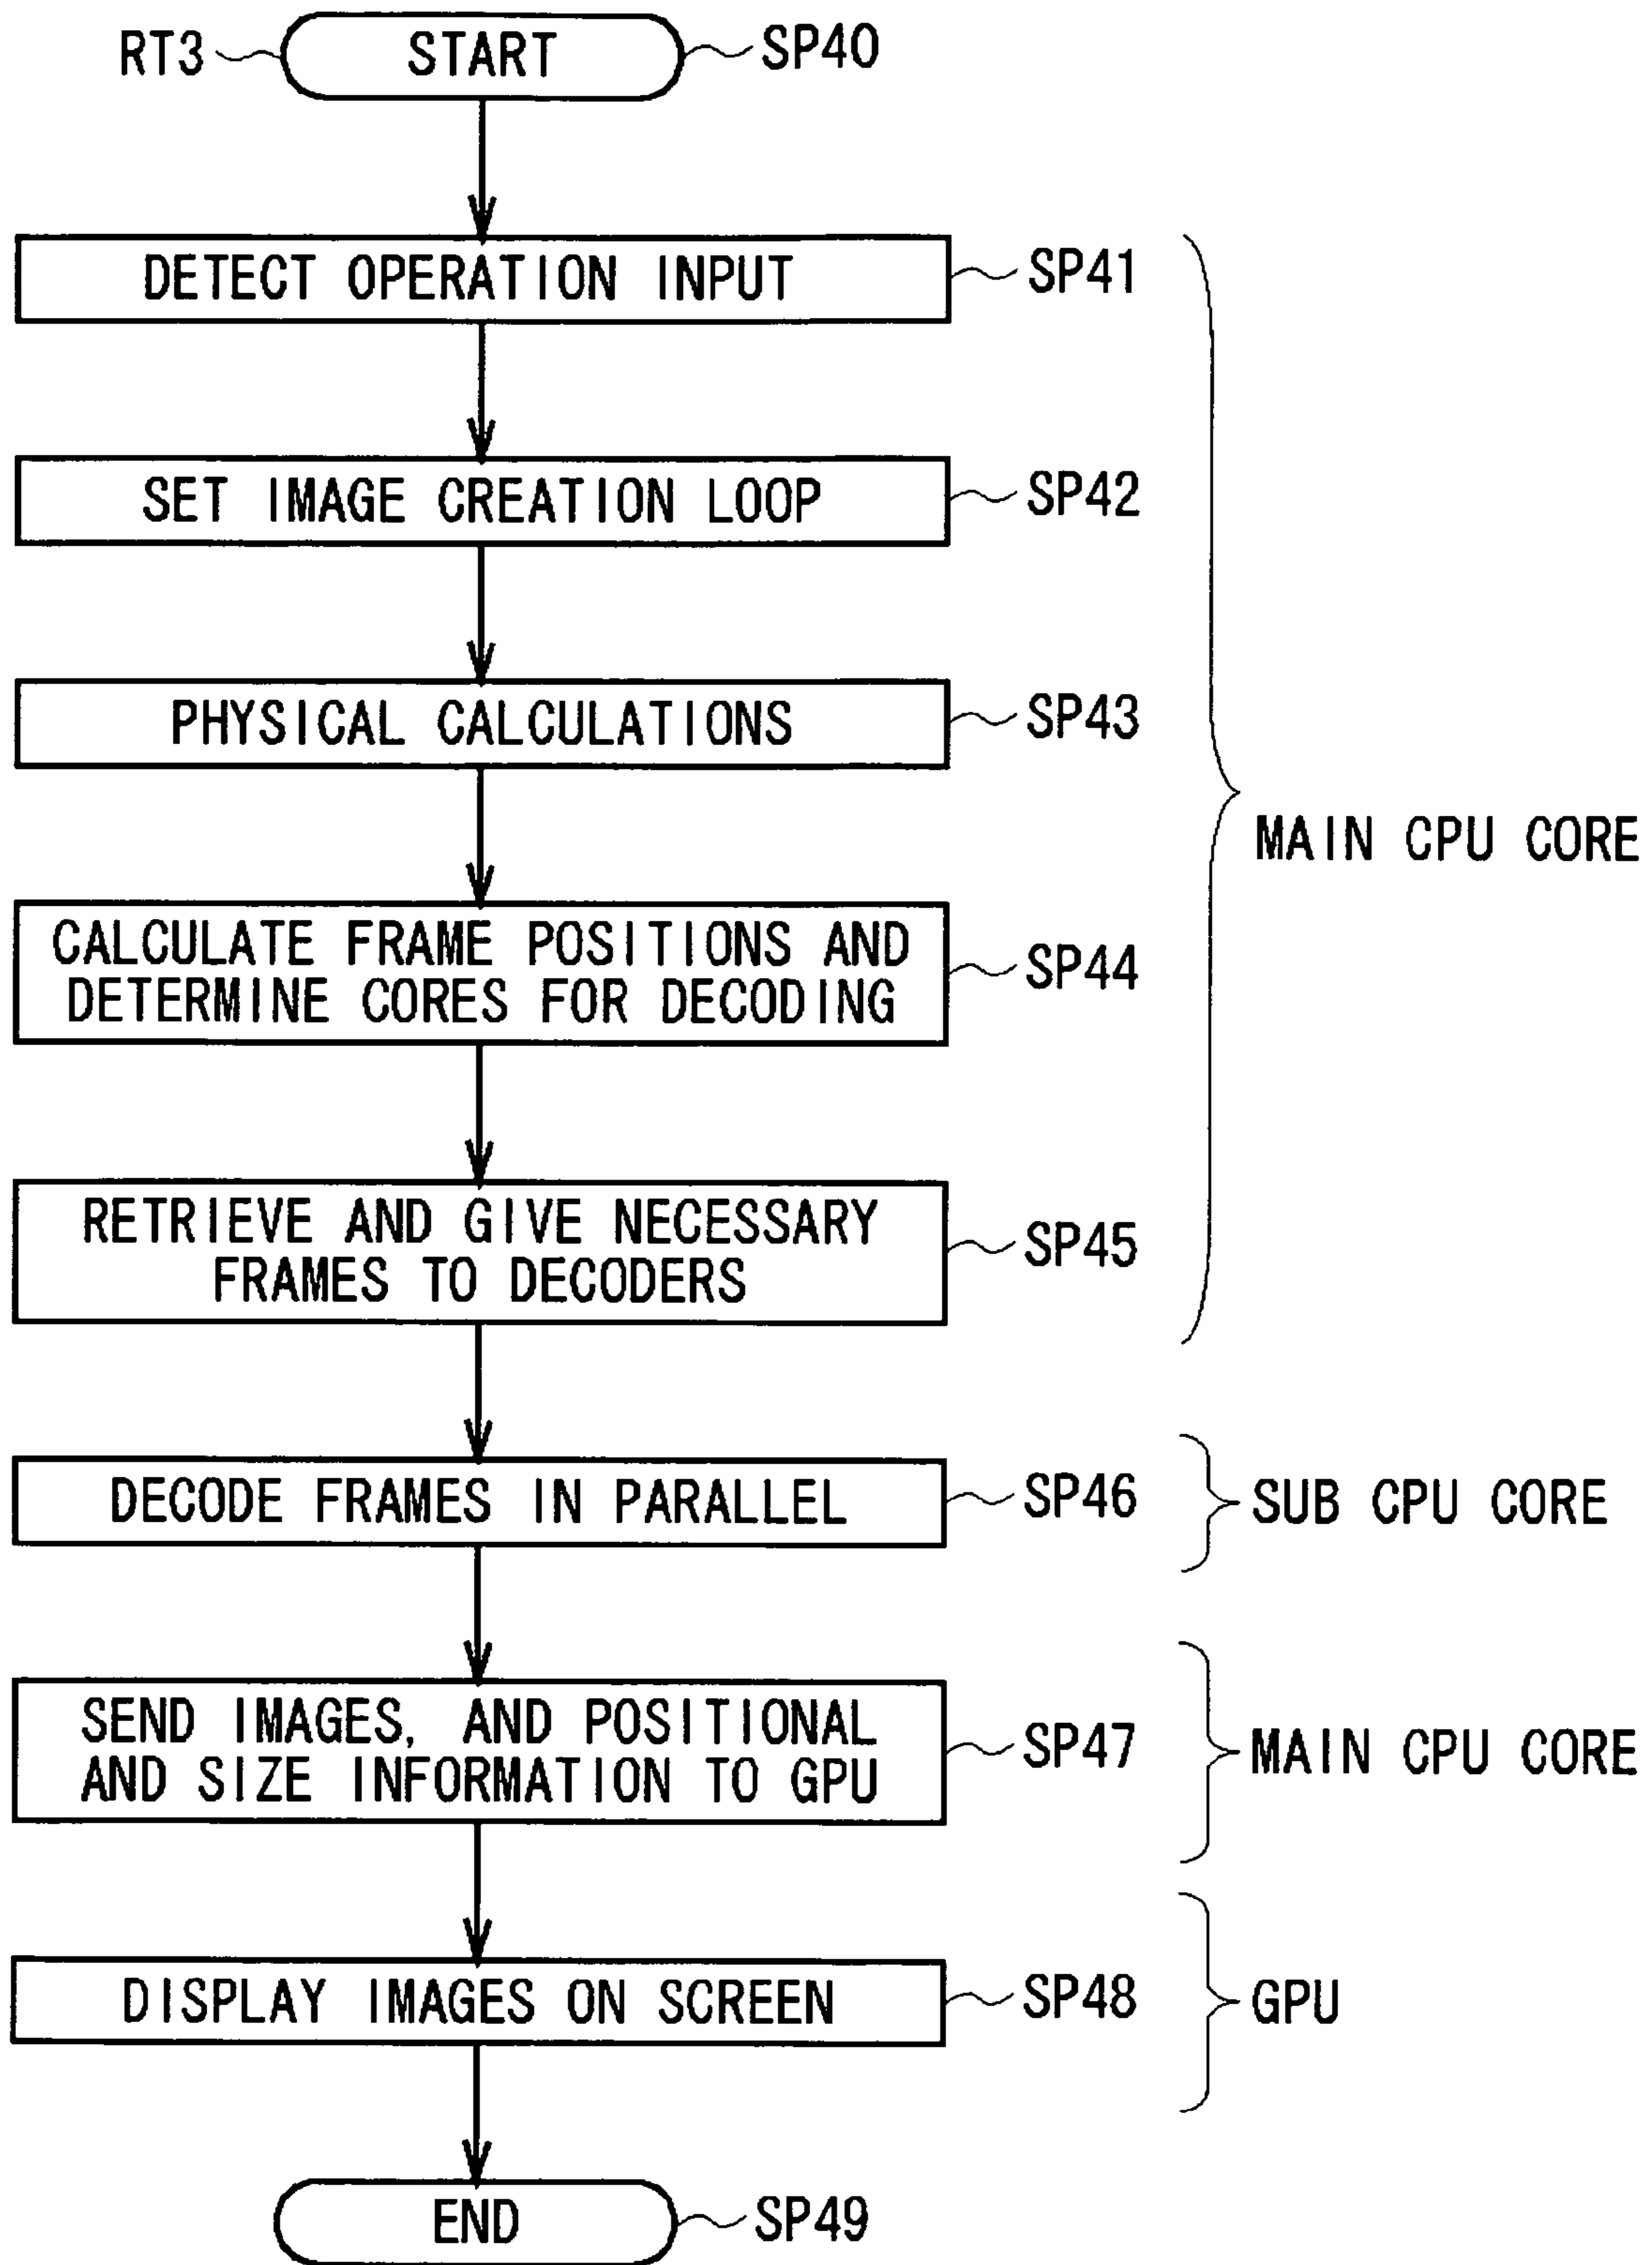 RT3 START SP40
DETECT OPERATION INPUT SP41
SET IMAGE CREATION LOOP SP42
PHYSICAL CALCULATIONS SP43
MAIN CPU CORE
CALCULATE FRAME POSITIONS AND
DETERMINE CORES FOR DECODING
SP44
RETRIEVE AND GIVE NECESSARY
FRAMES TO DECODERS
SP45
DECODE FRAMES IN PARALLEL SP46 SUB CPU CORE
SEND IMAGES, AND POSITIONAL
AND SIZE INFORMATION TO GPU
SP47 MAIN CPU CORE
DISPLAY IMAGES ON SCREEN SP48 GPU
END SP49